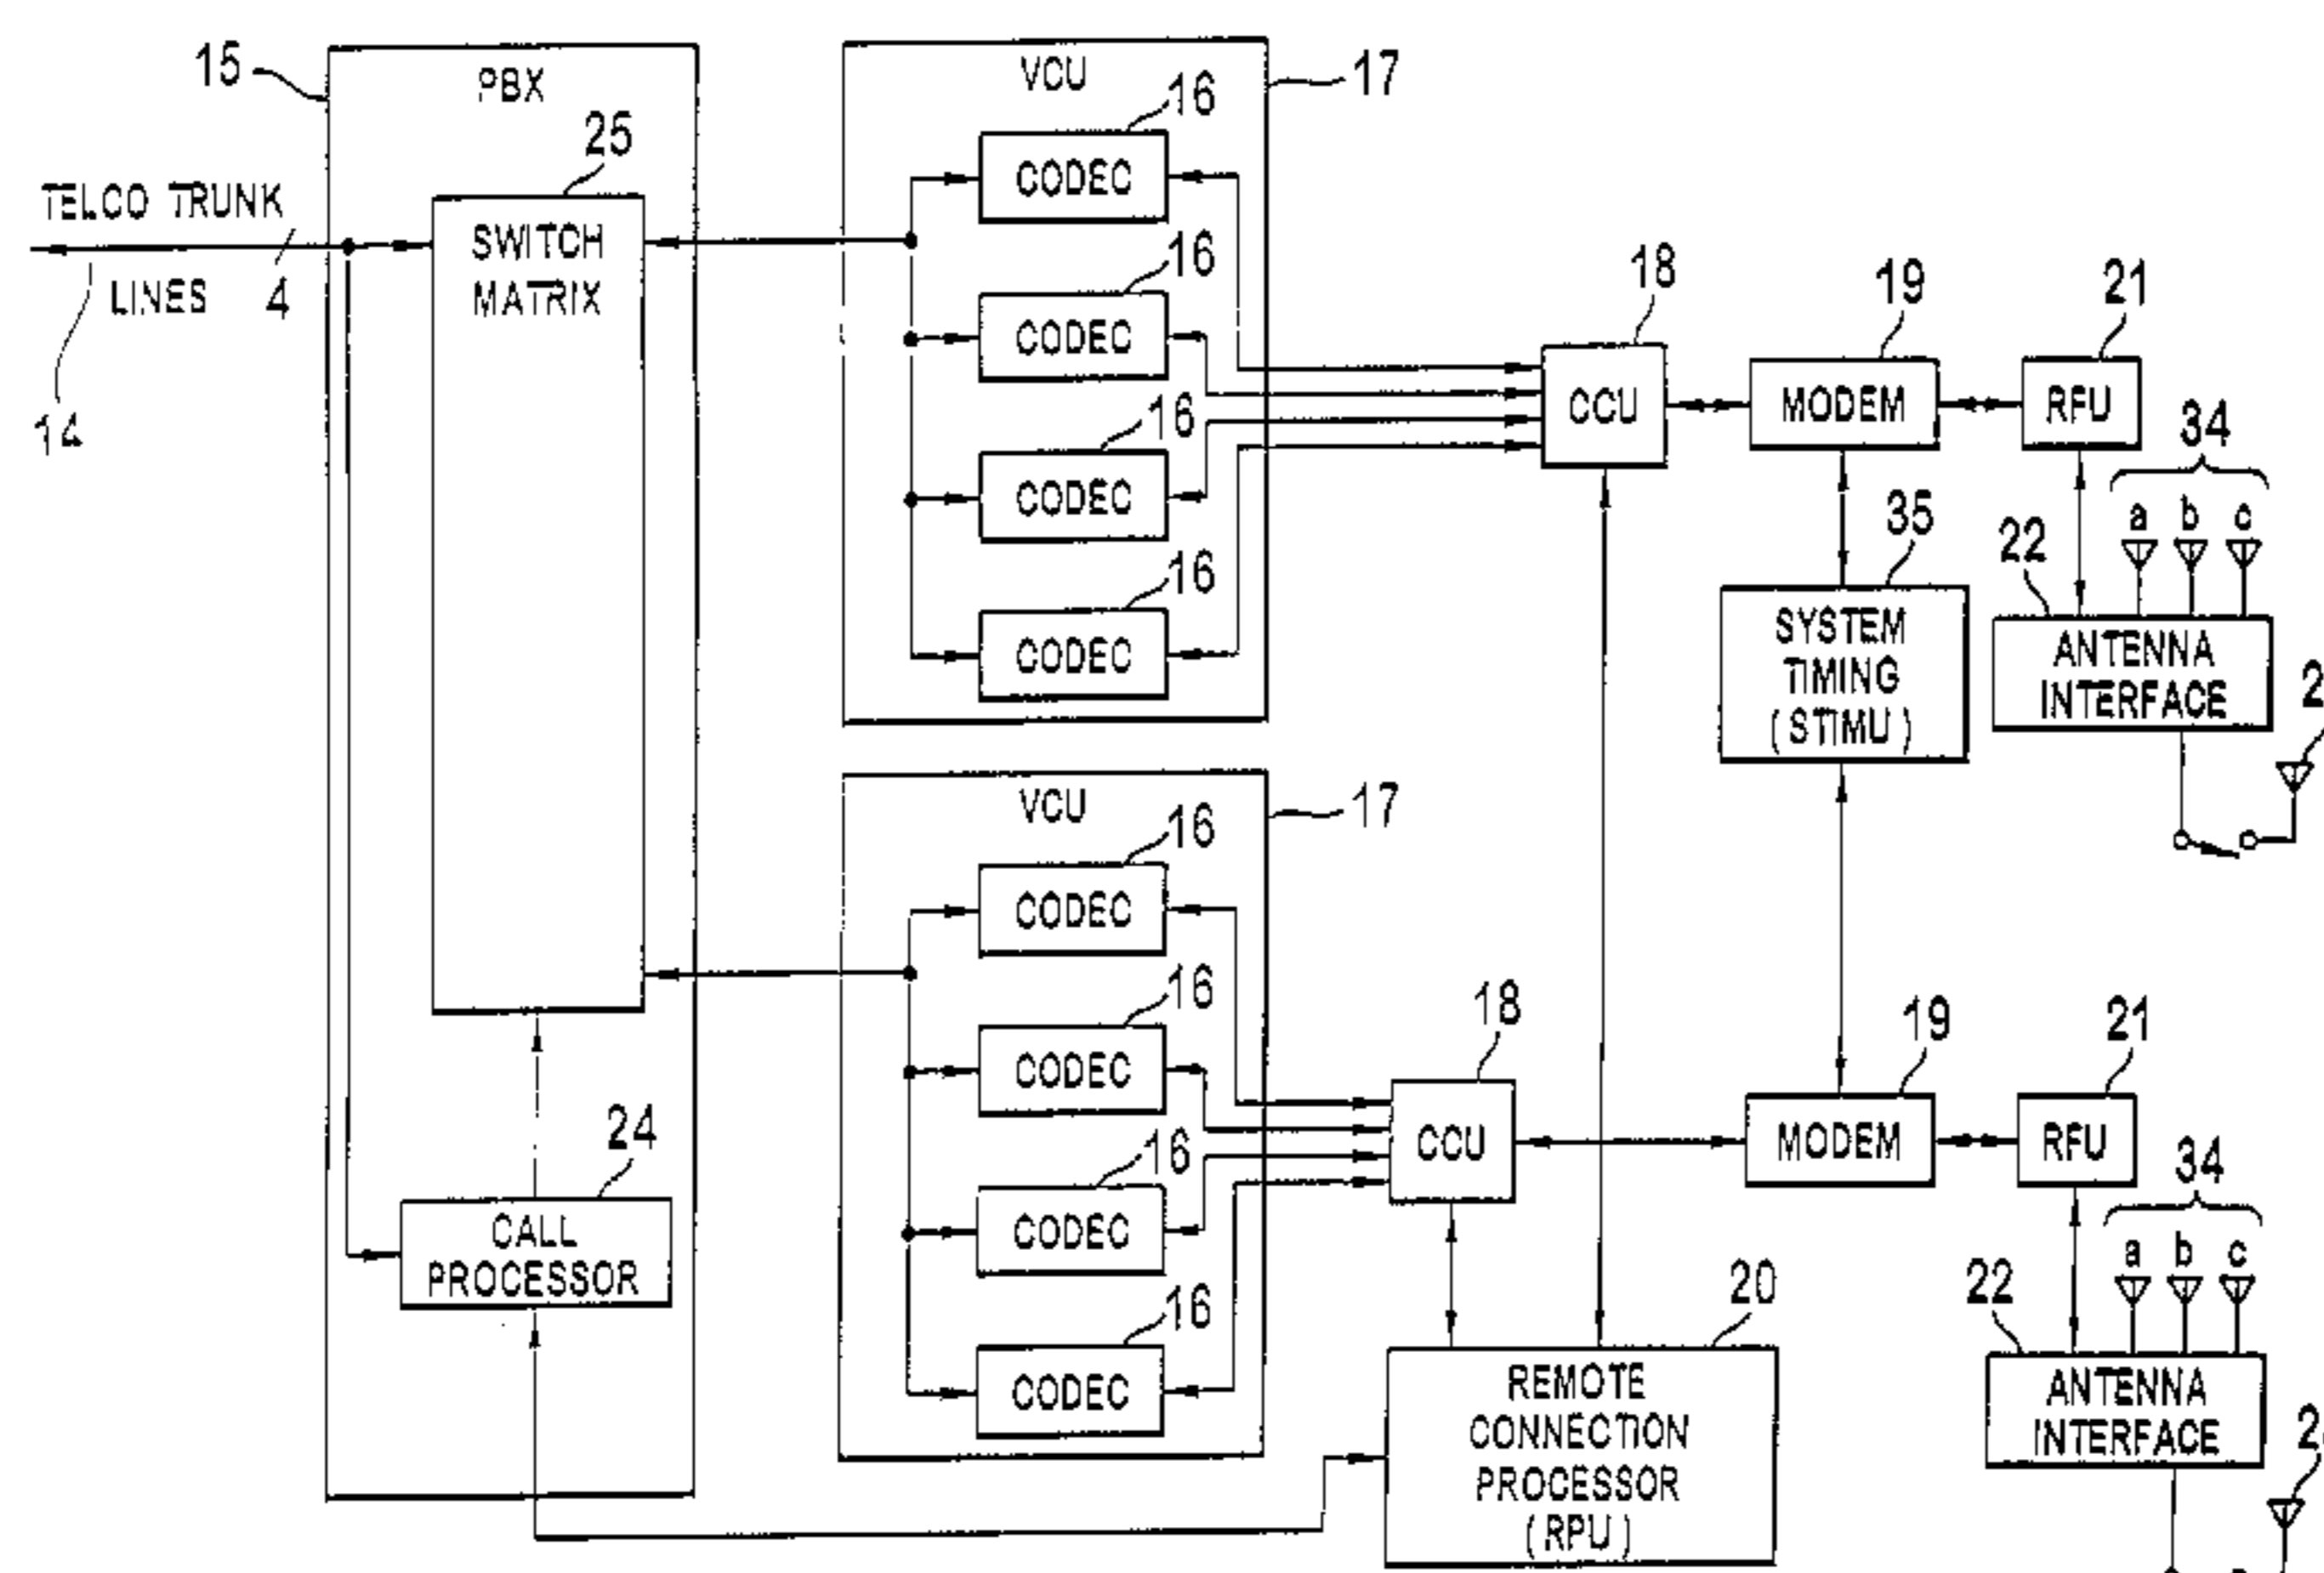 15
PBX
VCU
17
25
TELCO TRUNK
LINES
4
14
SWITCH
MATRIX
16
CODEC
16
CODEC
16
CODEC
16
CODEC
18
CCU
19
MODEM
21
RFU
34
a b c
35
SYSTEM
TIMING
(STIMU)
22
ANTENNA
INTERFACE
VCU
17
16
CODEC
16
CODEC
16
CODEC
16
CODEC
18
CCU
19
MODEM
21
RFU
34
a b c
24
CALL
PROCESSOR
20
REMOTE
CONNECTION
PROCESSOR
(RPU)
22
ANTENNA
INTERFACE